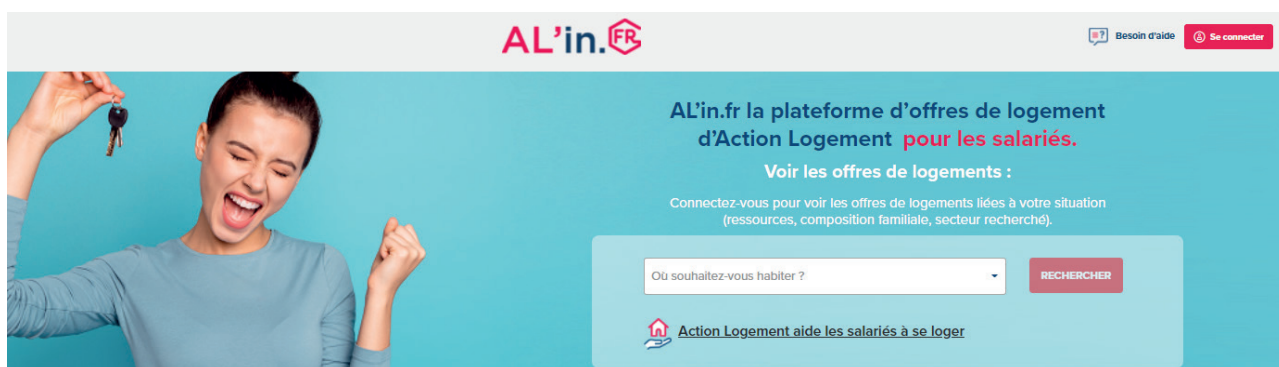 AL'in.FR
Besoin d'aide
Se connecter
AL'in.fr la plateforme d'offres de logement
d'Action Logement pour les salariés.
Voir les offres de logements :
Connectez-vous pour voir les offres de logements liées à votre situation
(ressources, composition familiale, secteur recherché).
Où souhaitez-vous habiter ?
RECHERCHER
Action Logement aide les salariés à se loger